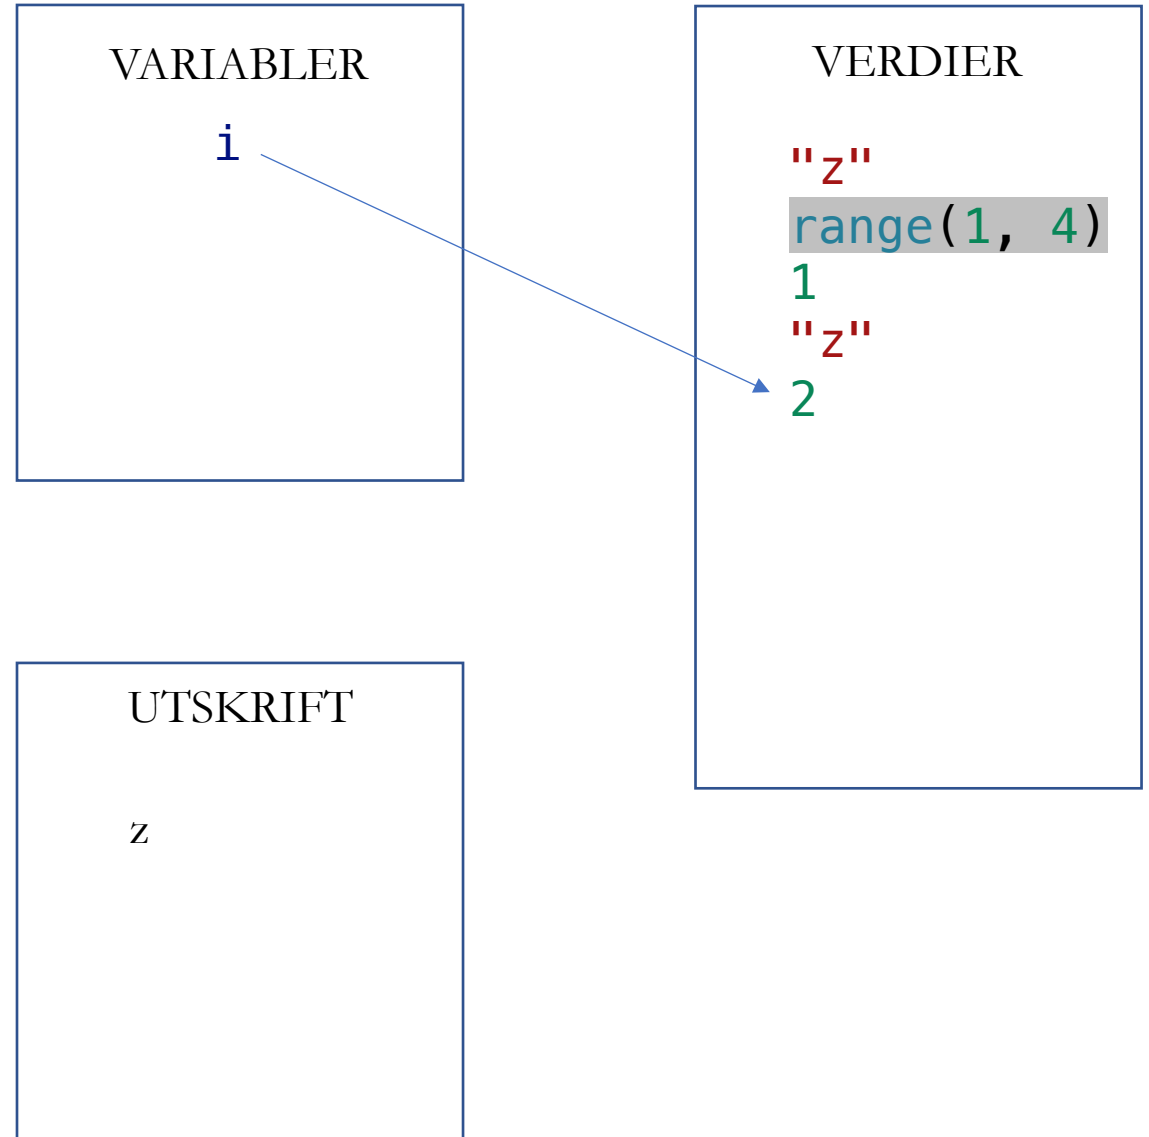 VARIABLER
i
VERDIER
"z"
range(1, 4)
1
"z"
2
UTSKRIFT
z